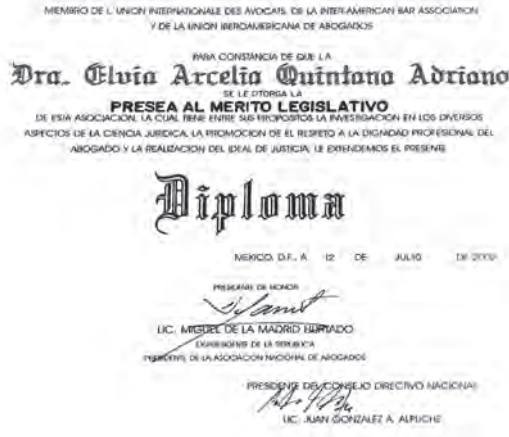 MIEMBRO DE L UNION INTERNATIONALE DES AVOCATS, DE LA INTER-AMERICAN BAR ASSOCIATION
Y DE LA UNION IBEROAMERICANA DE ABOGADOS
PARA CONSTANCIA DE QUE LA
Dra. Elvia Arcelia Quintana Adriano
SE LE OTORGA LA
PRESEA AL MERITO LEGISLATIVO
DE ESTA ASOCIACION, LA CUAL TIENE ENTRE SUS PROPOSITOS LA INVESTIGACION EN LOS DIVERSOS
ASPECTOS DE LA CIENCIA JURIDICA, LA PROMOCION DE EL RESPETO A LA DIGNIDAD PROFESIONAL DEL
ABOGADO Y LA REALIZACION DEL IDEAL DE JUSTICIA, LE EXTENDEMOS EL PRESENTE
Diploma
MEXICO, D.F., A 12 DE JULIO DE
PRESIDENTE DE HONOR
LIC. MIGUEL DE LA MADRID HURTADO
EXPRESIDENTE DE LA REPUBLICA
PRESIDENTE DE LA ASOCIACION NACIONAL DE ABOGADOS
PRESIDENTE DEL CONSEJO DIRECTIVO NACIONAL
LIC. JUAN GONZALEZ A. ALPUCHE